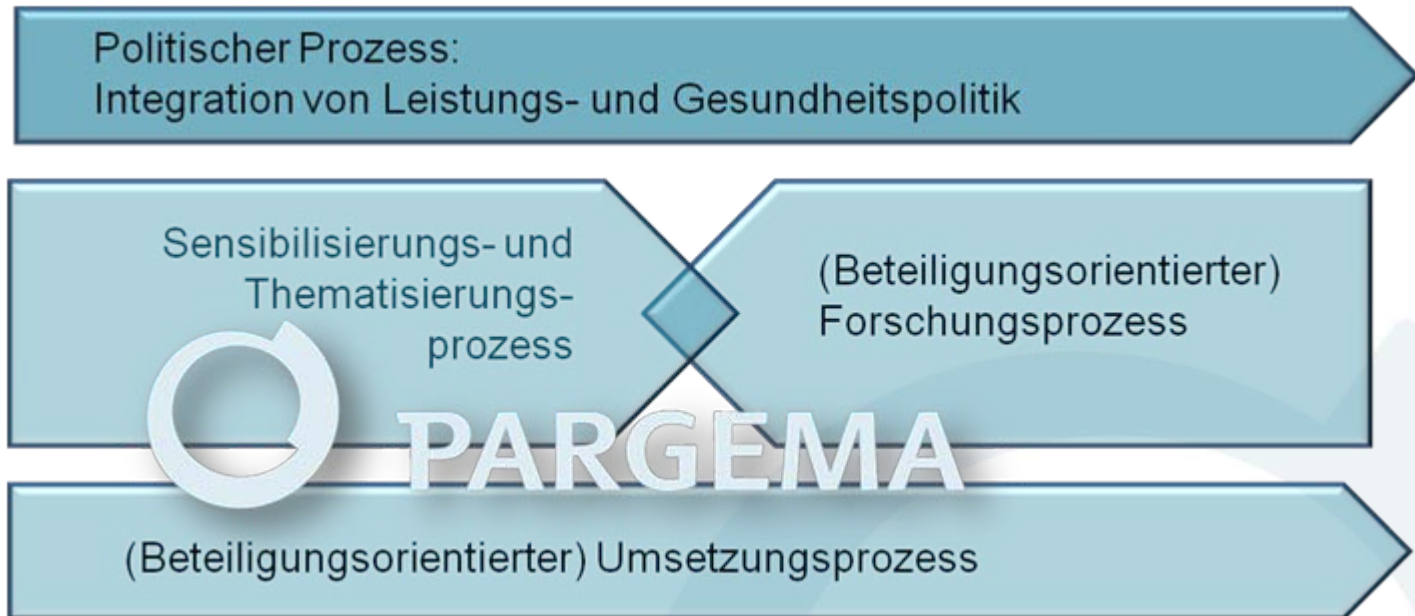 Politischer Prozess:
Integration von Leistungs- und Gesundheitspolitik
Sensibilisierungs- und
Thematisierungs-
prozess
(Beteiligungsorientierter)
Forschungsprozess
PARGEMA
(Beteiligungsorientierter) Umsetzungsprozess